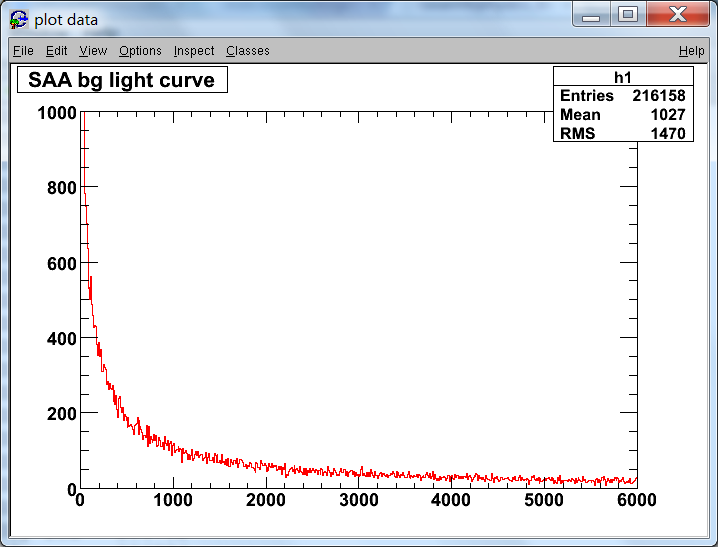 plot data
File Edit View Options Inspect Classes Help
SAA bg light curve
h1
Entries 216158
Mean 1027
RMS 1470
1000
800
600
400
200
0
0 1000 2000 3000 4000 5000 6000